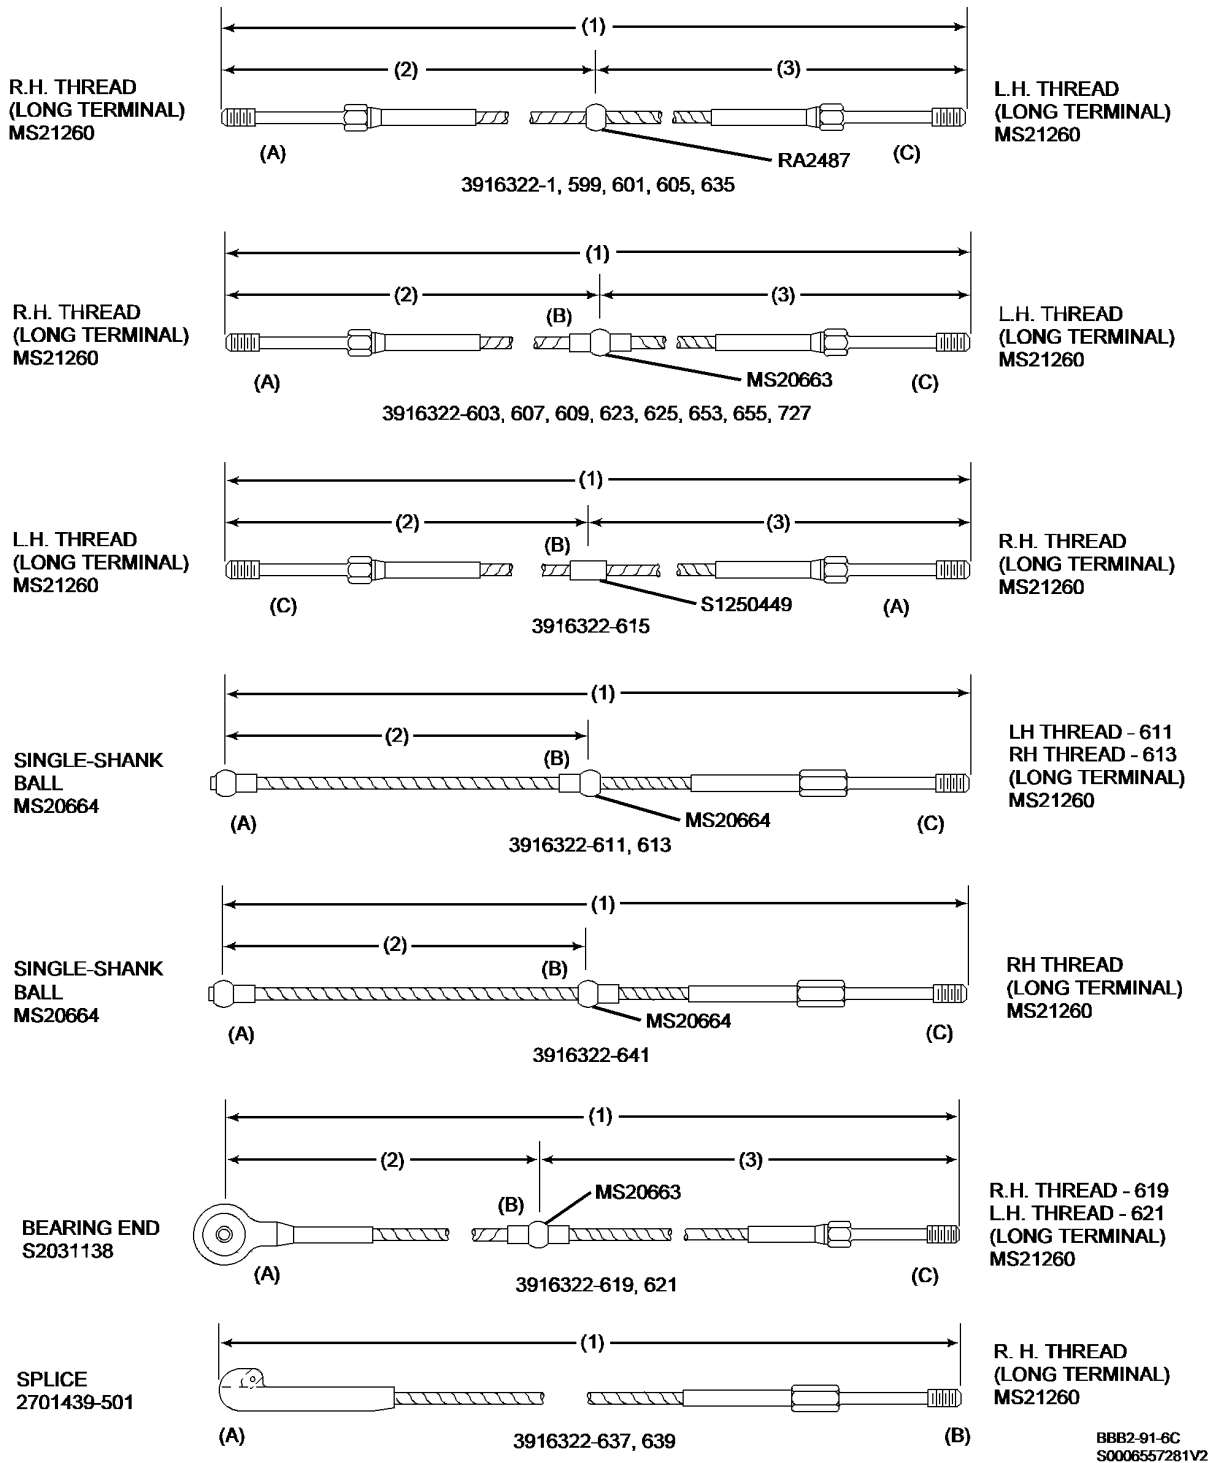 (1)
(2)
(3)
R.H. THREAD
(LONG TERMINAL)
MS21260
L.H. THREAD
(LONG TERMINAL)
MS21260
(A)
RA2487
(C)
3916322-1, 599, 601, 605, 635
(1)
(2)
(3)
R.H. THREAD
(LONG TERMINAL)
MS21260
(B)
L.H. THREAD
(LONG TERMINAL)
MS21260
(A)
MS20663
(C)
3916322-603, 607, 609, 623, 625, 653, 655, 727
(1)
(2)
(3)
L.H. THREAD
(LONG TERMINAL)
MS21260
(B)
R.H. THREAD
(LONG TERMINAL)
MS21260
(C)
S1250449
(A)
3916322-615
(1)
(2)
SINGLE-SHANK
BALL
MS20664
(B)
LH THREAD - 611
RH THREAD - 613
(LONG TERMINAL)
MS21260
(A)
MS20664
(C)
3916322-611, 613
(1)
(2)
SINGLE-SHANK
BALL
MS20664
(B)
RH THREAD
(LONG TERMINAL)
MS21260
(A)
MS20664
(C)
3916322-641
(1)
(2)
(3)
MS20663
(B)
BEARING END
S2031138
R.H. THREAD - 619
L.H. THREAD - 621
(LONG TERMINAL)
MS21260
(A)
(C)
3916322-619, 621
(1)
SPLICE
2701439-501
R. H. THREAD
(LONG TERMINAL)
MS21260
(A)
(B)
3916322-637, 639
BBB2-91-6C
S0006557281V2